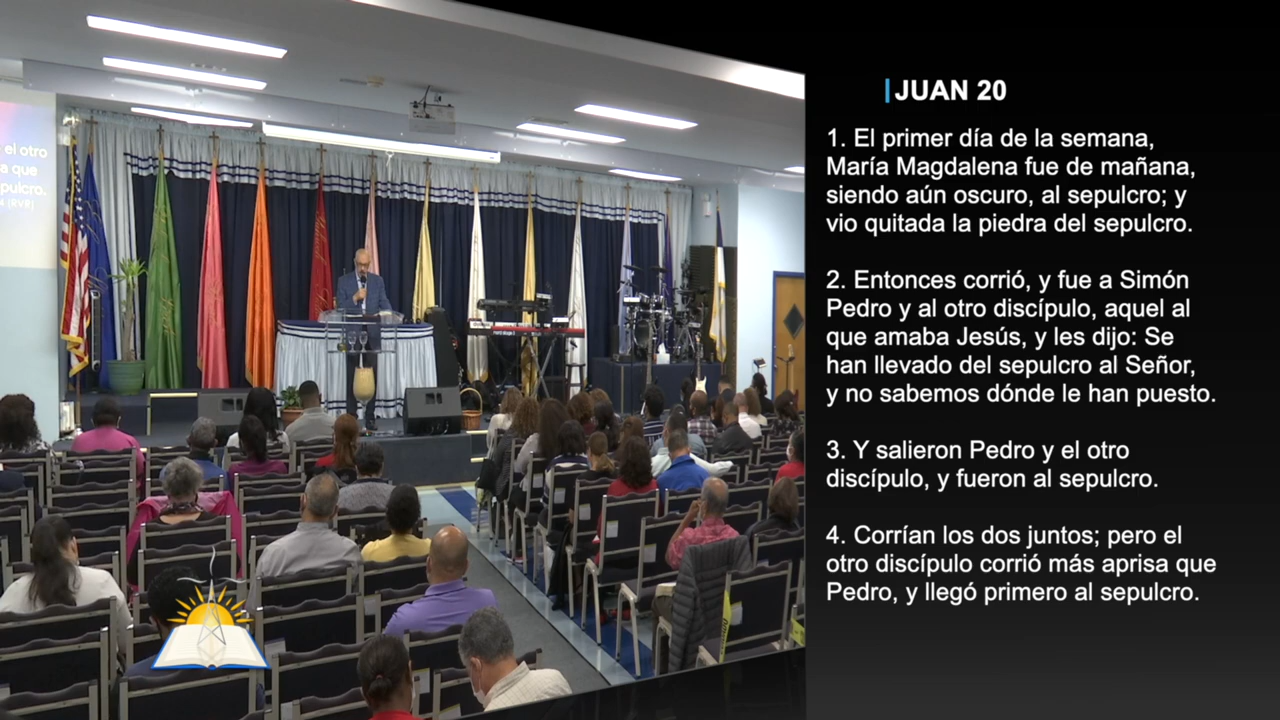 el otro
a que
pulcro.
JUAN 20
1. El primer día de la semana,
María Magdalena fue de mañana,
siendo aún oscuro, al sepulcro; y
vio quitada la piedra del sepulcro.
2. Entonces corrió, y fue a Simón
Pedro y al otro discípulo, aquel al
que amaba Jesús, y les dijo: Se
han llevado del sepulcro al Señor,
y no sabemos dónde le han puesto.
3. Y salieron Pedro y el otro
discípulo, y fueron al sepulcro.
4. Corrían los dos juntos; pero el
otro discípulo corrió más aprisa que
Pedro, y llegó primero al sepulcro.